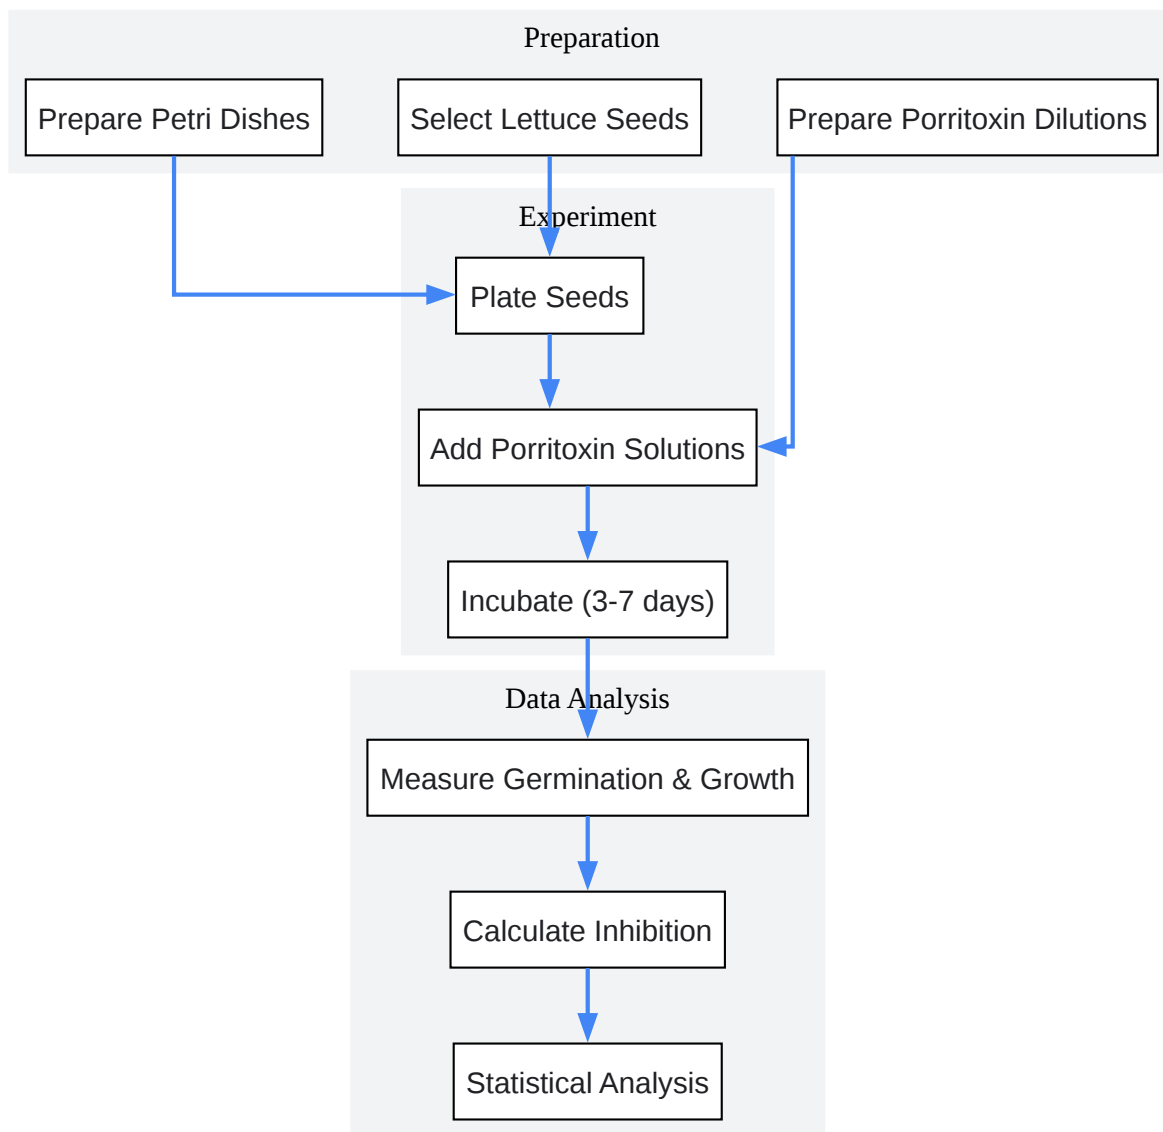 Preparation
Prepare Petri Dishes
Select Lettuce Seeds
Prepare Porritoxin Dilutions
Experiment
Plate Seeds
Add Porritoxin Solutions
Incubate (3-7 days)
Data Analysis
Measure Germination & Growth
Calculate Inhibition
Statistical Analysis